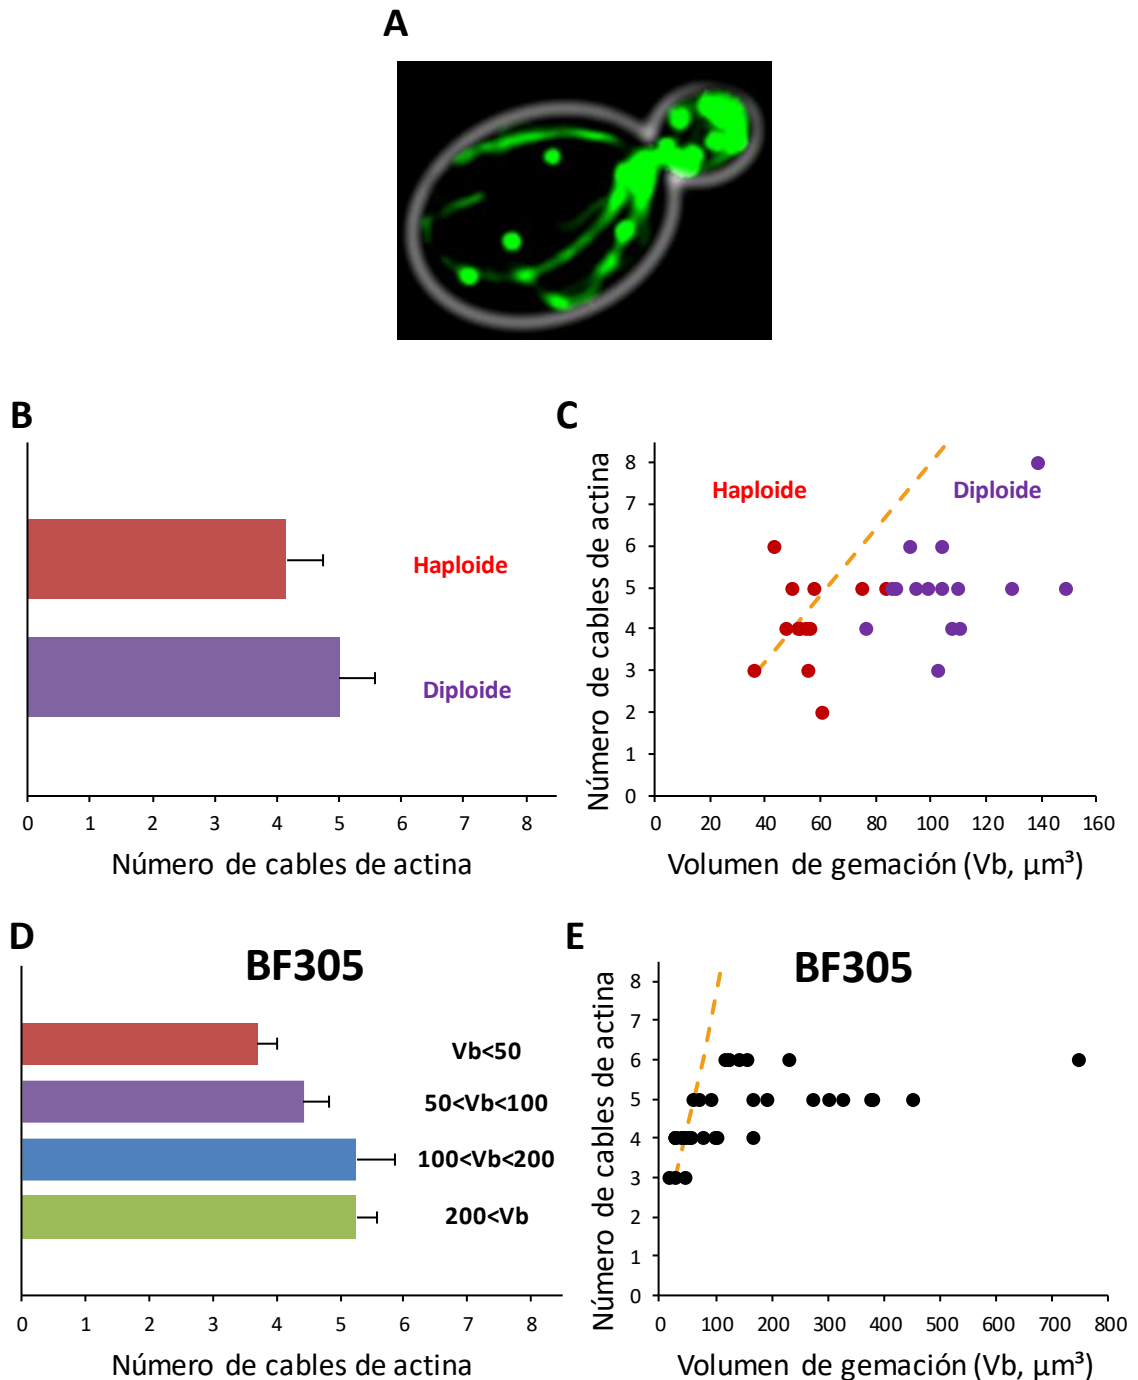 A
B
Haploide
Diploide
0 1 2 3 4 5 6 7 8
Número de cables de actina
C
Número de cables de actina
8
7
6
5
4
3
2
1
0
Haploide
Diploide
0 20 40 60 80 100 120 140 160
Volumen de gemación (Vb, µm³)
D
BF305
Vb<50
50<Vb<100
100<Vb<200
200<Vb
0 1 2 3 4 5 6 7 8
Número de cables de actina
E
BF305
Número de cables de actina
8
7
6
5
4
3
2
1
0
0 100 200 300 400 500 600 700 800
Volumen de gemación (Vb, µm³)